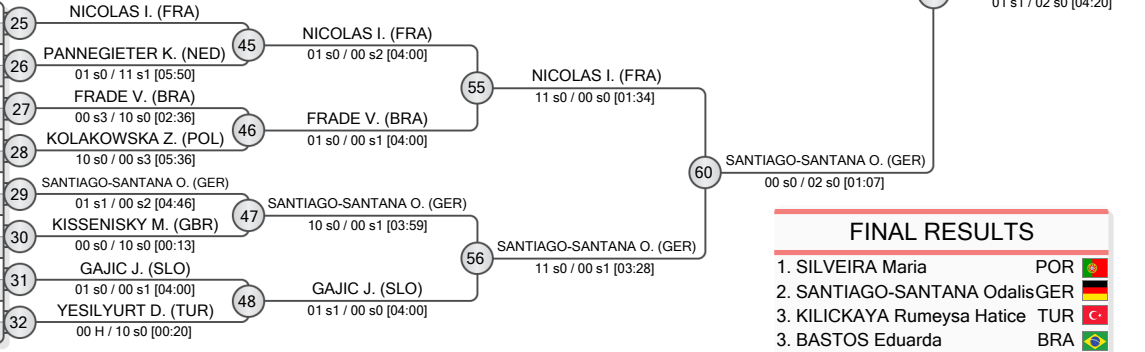 01 s1 / 02 s0 [04:20]
25
NICOLAS I. (FRA)
26
PANNEGIETER K. (NED)
01 s0 / 11 s1 [05:50]
27
FRADE V. (BRA)
00 s3 / 10 s0 [02:36]
28
KOLAKOWSKA Z. (POL)
10 s0 / 00 s3 [05:36]
29
SANTIAGO-SANTANA O. (GER)
01 s1 / 00 s2 [04:46]
30
KISSENISKY M. (GBR)
00 s0 / 10 s0 [00:13]
31
GAJIC J. (SLO)
01 s0 / 00 s1 [04:00]
32
YESILYURT D. (TUR)
00 H / 10 s0 [00:20]
45
NICOLAS I. (FRA)
01 s0 / 00 s2 [04:00]
46
FRADE V. (BRA)
01 s0 / 00 s1 [04:00]
47
SANTIAGO-SANTANA O. (GER)
10 s0 / 00 s1 [03:59]
48
GAJIC J. (SLO)
01 s1 / 00 s0 [04:00]
55
NICOLAS I. (FRA)
11 s0 / 00 s0 [01:34]
56
SANTIAGO-SANTANA O. (GER)
11 s0 / 00 s1 [03:28]
60
SANTIAGO-SANTANA O. (GER)
00 s0 / 02 s0 [01:07]
FINAL RESULTS
1. SILVEIRA Maria POR
2. SANTIAGO-SANTANA Odalis GER
3. KILICKAYA Rumeysa Hatice TUR
3. BASTOS Eduarda BRA